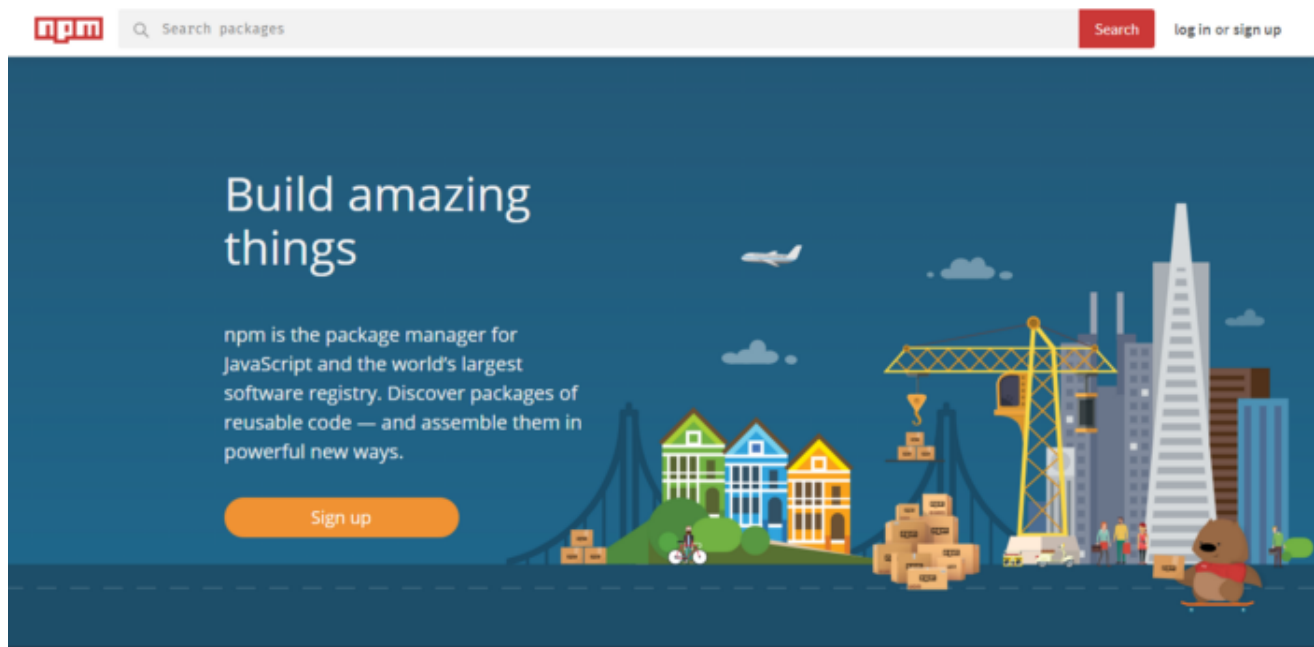 npm
Search packages
Search
log in or sign up
Build amazing
things
npm is the package manager for
JavaScript and the world's largest
software registry. Discover packages of
reusable code — and assemble them in
powerful new ways.
Sign up